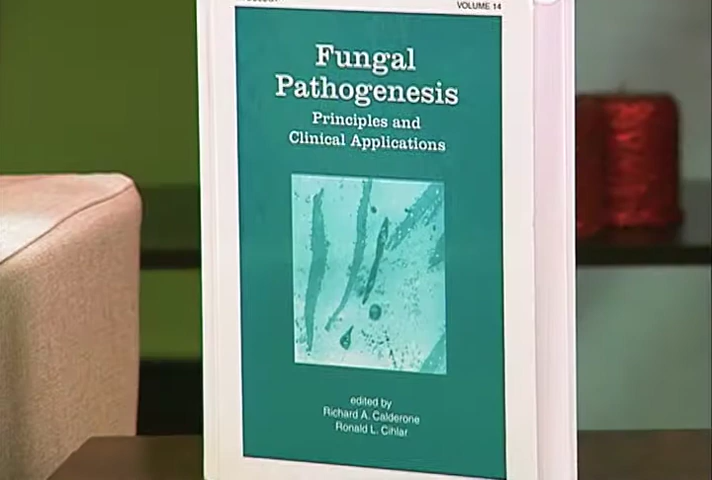 VOLUME 14
Fungal
Pathogenesis
Principles and
Clinical Applications
edited by
Richard A. Calderone
Ronald L. Cihlar